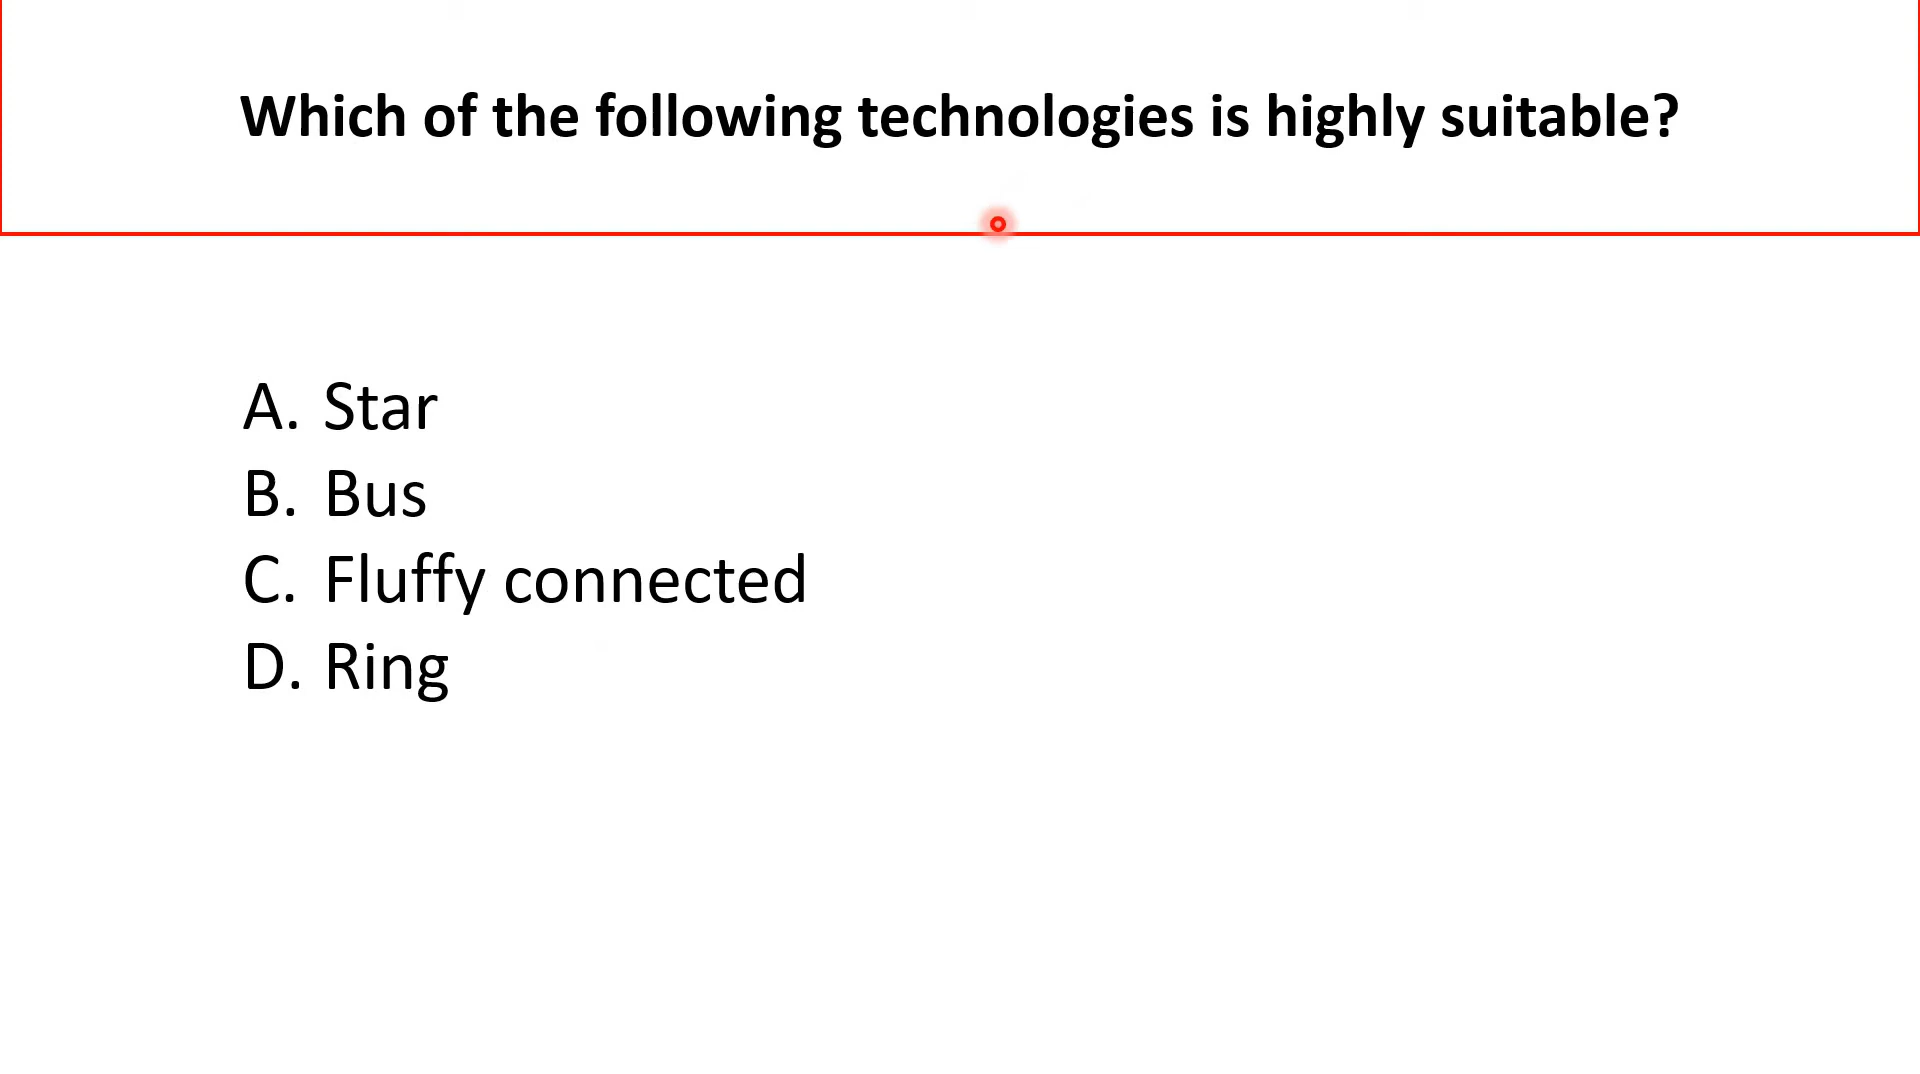 Which of the following technologies is highly suitable?
A. Star
B. Bus
C. Fluffy connected
D. Ring